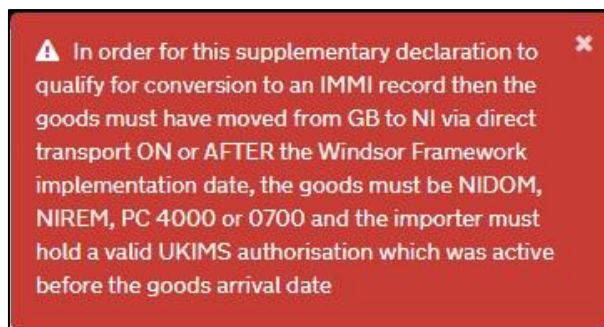 In order for this supplementary declaration to
qualify for conversion to an IMMI record then the
goods must have moved from GB to NI via direct
transport ON or AFTER the Windsor Framework
implementation date, the goods must be NIDOM,
NIREM, PC 4000 or 0700 and the importer must
hold a valid UKIMS authorisation which was active
before the goods arrival date